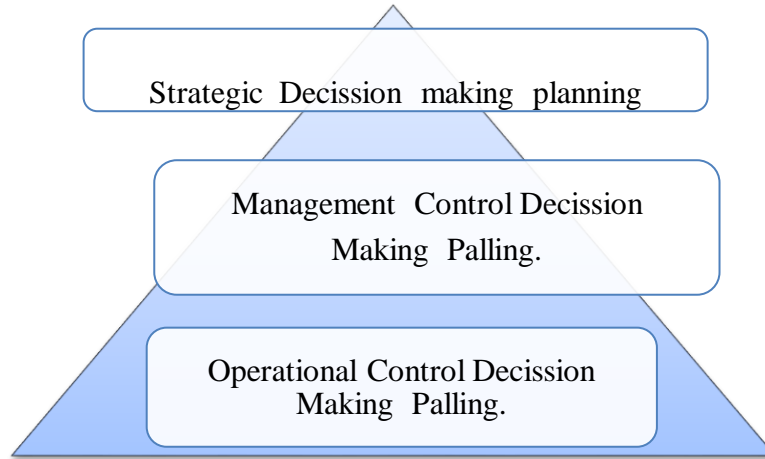 Strategic Decission making planning
Management Control Decission
Making Palling.
Operational Control Decission
Making Palling.